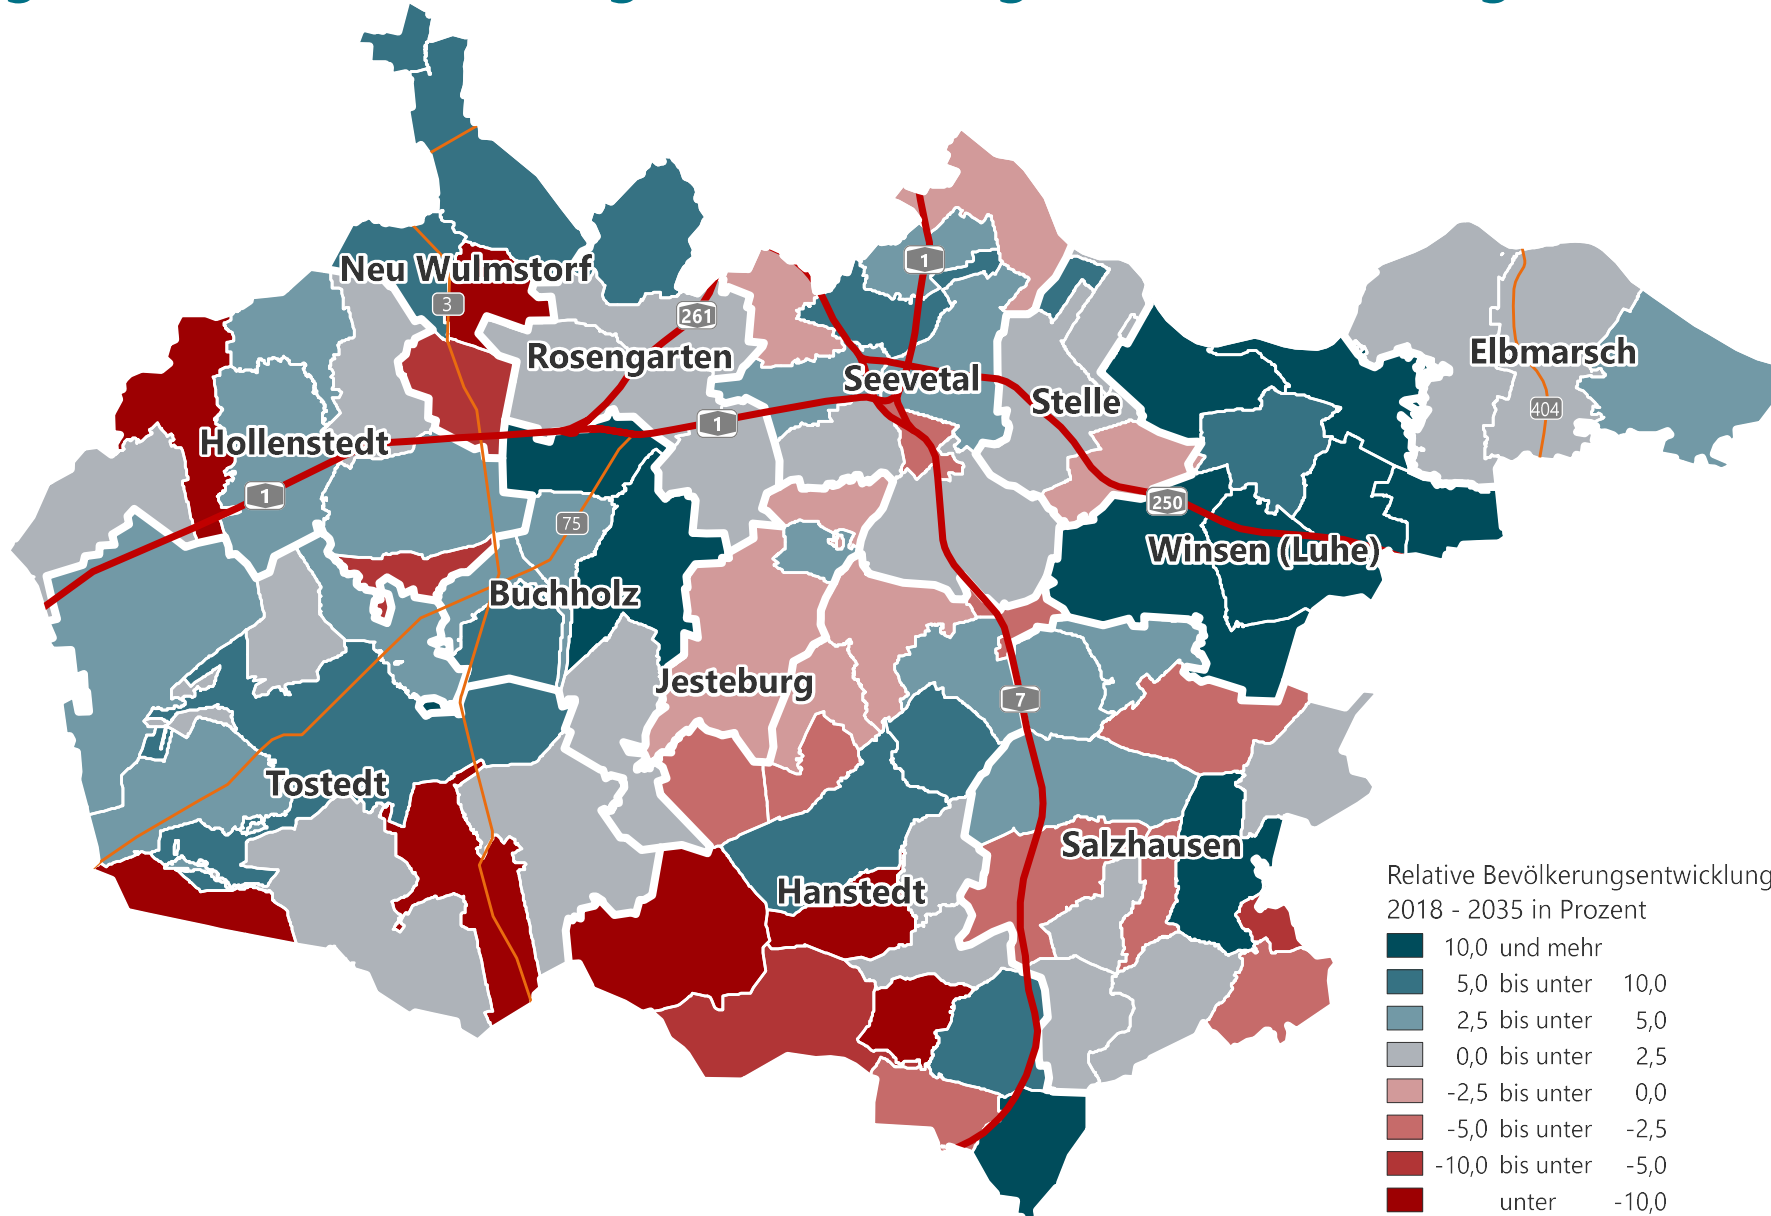 1
Neu Wulmstorf
3
261
Rosengarten
Elbmarsch
Seevetal
Stelle
404
1
Hollenstedt
1
250
75
Winsen (Luhe)
Buchholz
Jesteburg
7
Tostedt
Salzhausen
Hanstedt
Relative Bevölkerungsentwicklung
2018 - 2035 in Prozent
10,0 und mehr
5,0 bis unter 10,0
2,5 bis unter 5,0
0,0 bis unter 2,5
-2,5 bis unter 0,0
-5,0 bis unter -2,5
-10,0 bis unter -5,0
unter -10,0